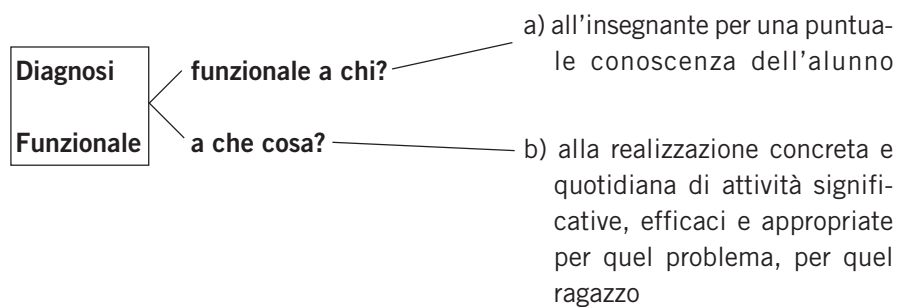 Diagnosi
Funzionale
funzionale a chi?
a che cosa?
a) all'insegnante per una puntua-
le conoscenza dell'alunno
b) alla realizzazione concreta e
quotidiana di attività signifi-
cative, efficaci e appropriate
per quel problema, per quel
ragazzo